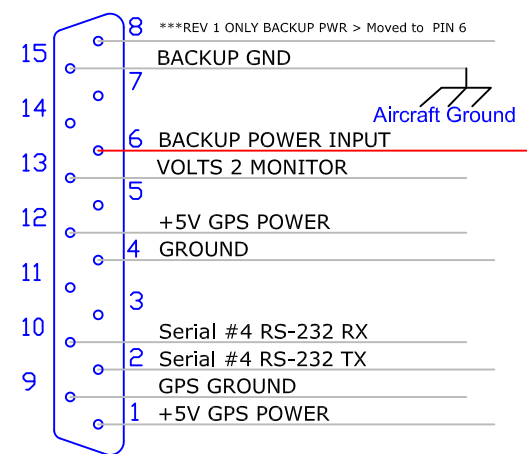 8 ***REV 1 ONLY BACKUP PWR > Moved to PIN 6
15 BACKUP GND
7
14 Aircraft Ground
6 BACKUP POWER INPUT
13 VOLTS 2 MONITOR
5
12 +5V GPS POWER
4 GROUND
11
3
10 Serial #4 RS-232 RX
2 Serial #4 RS-232 TX
9 GPS GROUND
1 +5V GPS POWER